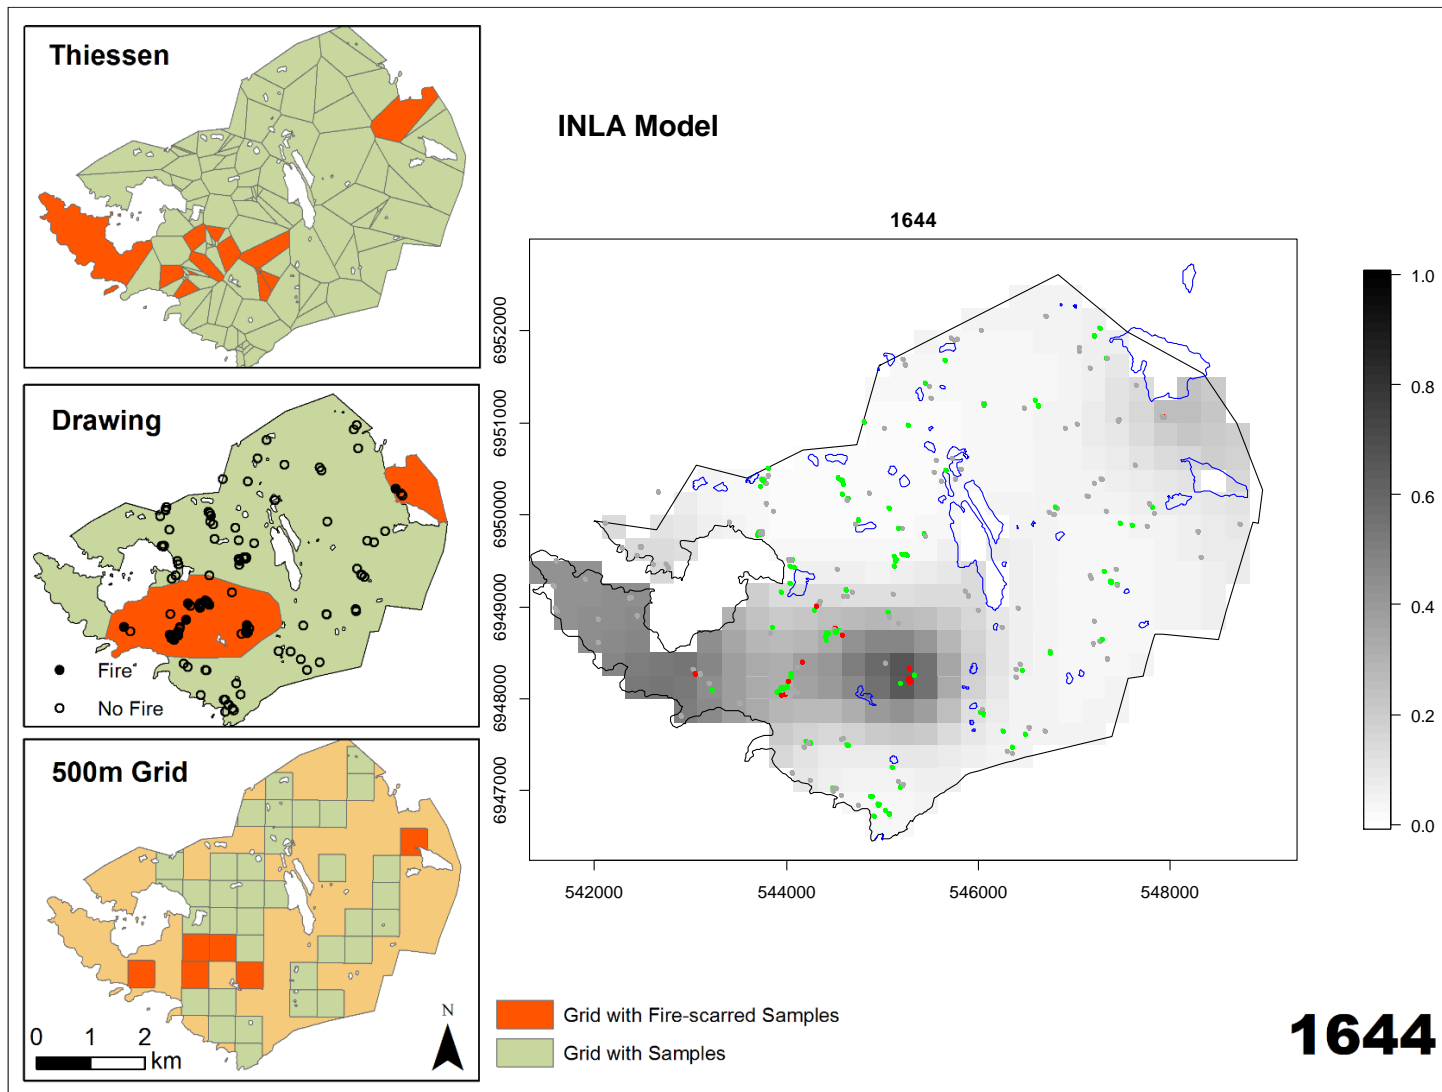 Thiessen
Drawing
Fire
No Fire
500m Grid
0 1 2
km
N
INLA Model
1644
6952000
6951000
6950000
6949000
6948000
6947000
542000 544000 546000 548000
1.0
0.8
0.6
0.4
0.2
0.0
Grid with Fire-scarred Samples
Grid with Samples
1644